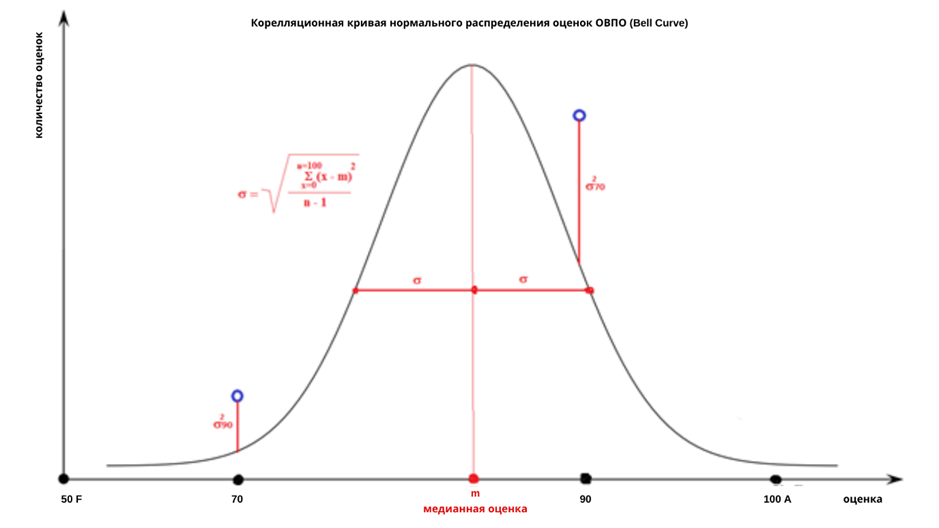 Корелляционная кривая нормального распределения оценок ОВПО (Bell Curve)
количество оценок
σ = √ n=100 Σ (x - m)² x=0
n - 1
σ²70
σ σ
σ²90
50 F 70 m 90 100 A оценка
медианная оценка